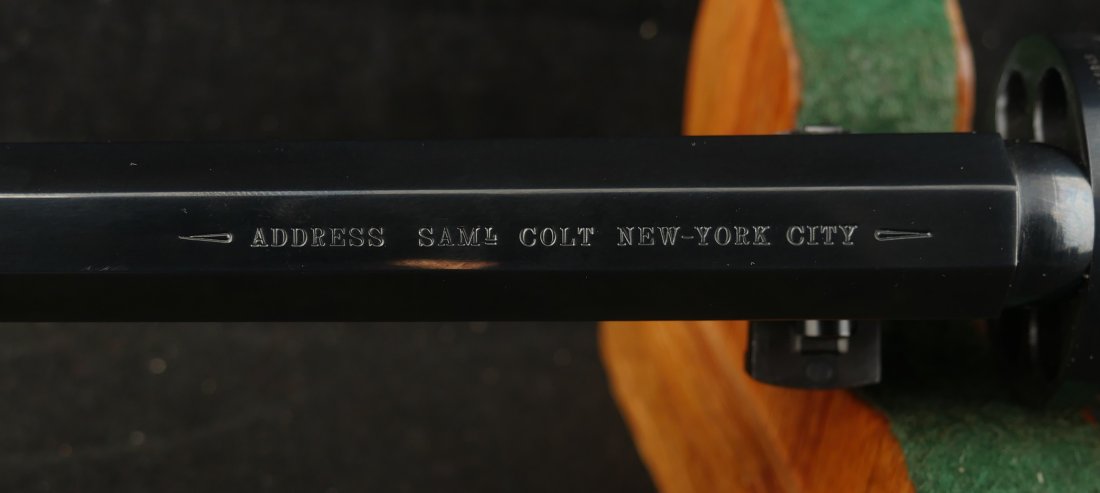 ADDRESS SAML COLT NEW-YORK CITY